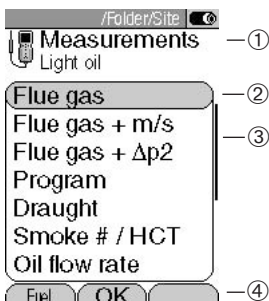 /Folder/Site
Measurements ①
Light oil
Flue gas ②
Flue gas + m/s
③
Flue gas + Δp2
Program
Draught
Smoke # / HCT
Oil flow rate
Fuel OK ④